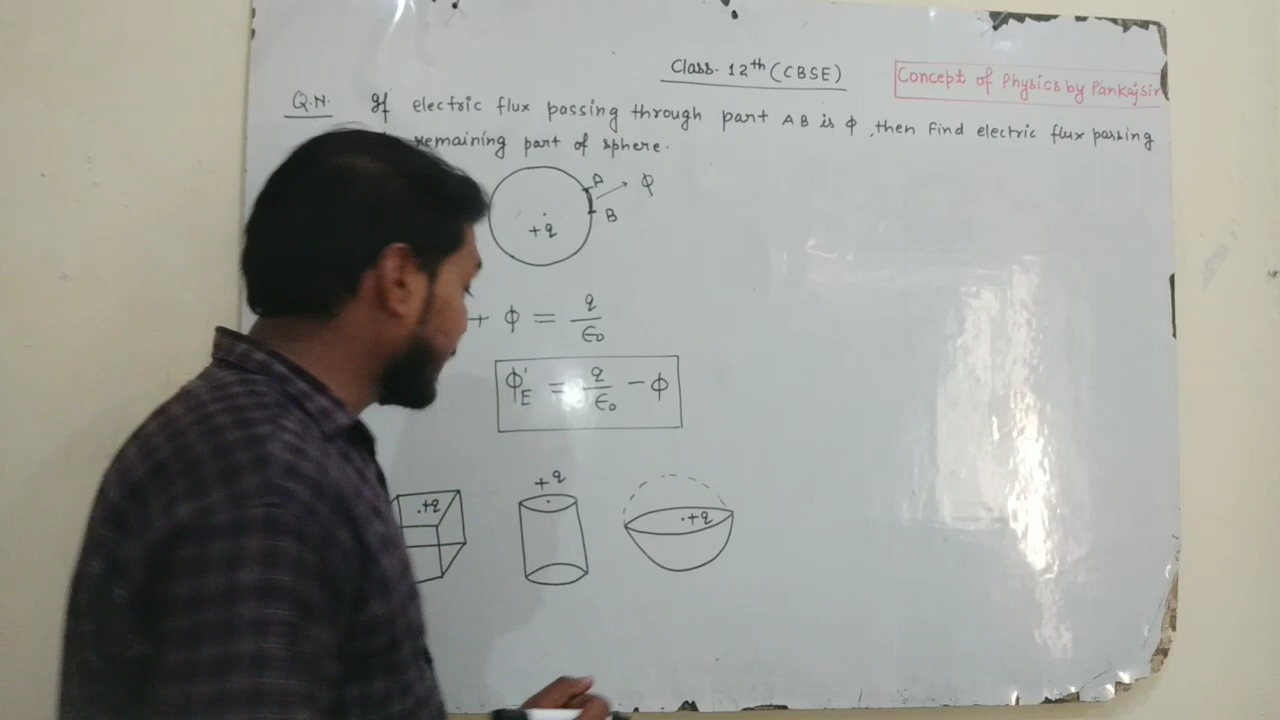 Class. 12th (CBSE)
Concept of Physics by Pankaj Sir
Q.N. If electric flux passing through part AB is ϕ, then Find electric flux passing
remaining part of sphere.
A
ϕ
B
+q
+ ϕ = q/ϵ₀
ϕ'E = q/ϵ₀ - ϕ
+q
+q
+q